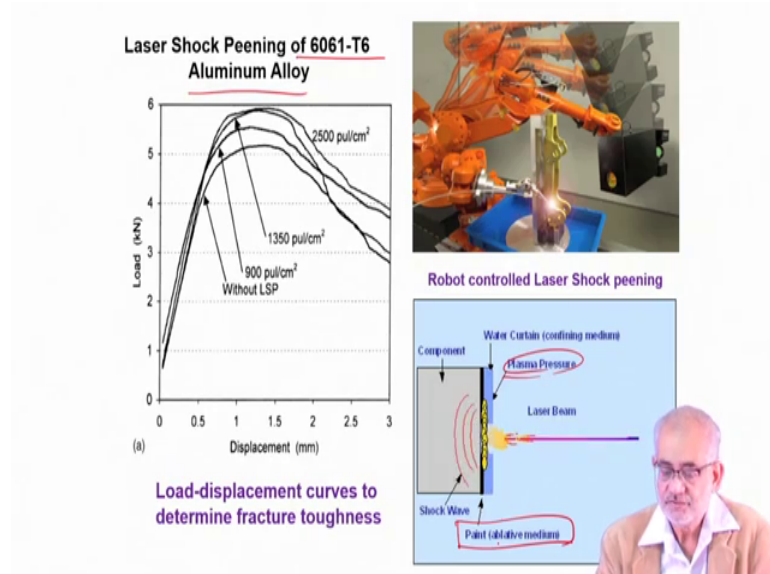 Laser Shock Peening of 6061-T6
Aluminum Alloy
6
5
4
3
2
1
0
Load (kN)
2500 pul/cm²
1350 pul/cm²
900 pul/cm²
Without LSP
0 0.5 1 1.5 2 2.5 3
(a)
Displacement (mm)
Load-displacement curves to
determine fracture toughness
Robot controlled Laser Shock peening
Water Curtain (confining medium)
Component
Plasma Pressure
Laser Beam
Shock Wave
Paint (ablative medium)